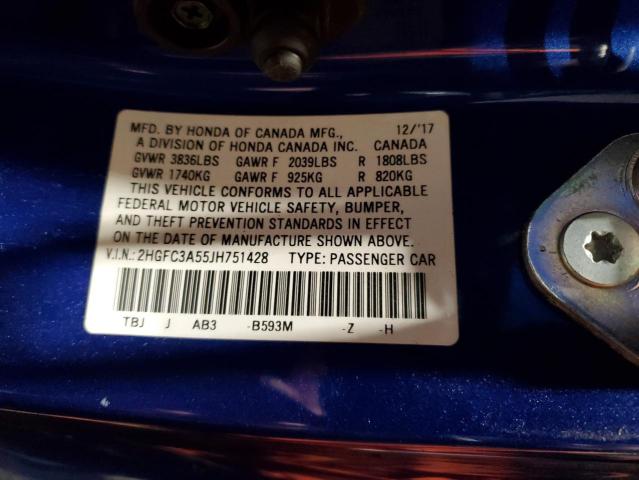 MFD. BY HONDA OF CANADA MFG., 12/'17
A DIVISION OF HONDA CANADA INC. CANADA
GVWR 3836LBS GAWR F 2039LBS R 1808LBS
GVWR 1740KG GAWR F 925KG R 820KG
THIS VEHICLE CONFORMS TO ALL APPLICABLE
FEDERAL MOTOR VEHICLE SAFETY, BUMPER,
AND THEFT PREVENTION STANDARDS IN EFFECT
ON THE DATE OF MANUFACTURE SHOWN ABOVE.
V.I.N.: 2HGFC3A55JH751428 TYPE: PASSENGER CAR
TBJ J AB3 -B593M -Z -H